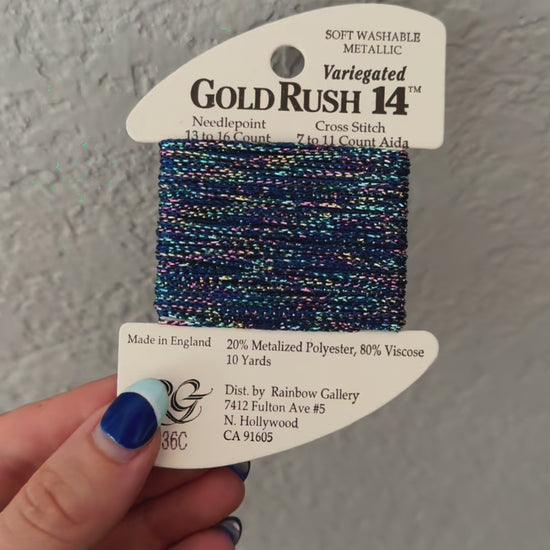 SOFT WASHABLE
METALLIC
Variegated
GOLD RUSH 14™
Needlepoint
13 to 16 Count
Cross Stitch
7 to 11 Count Aida
Made in England
20% Metalized Polyester, 80% Viscose
10 Yards
Dist. by Rainbow Gallery
7412 Fulton Ave #5
N. Hollywood
CA 91605
36C